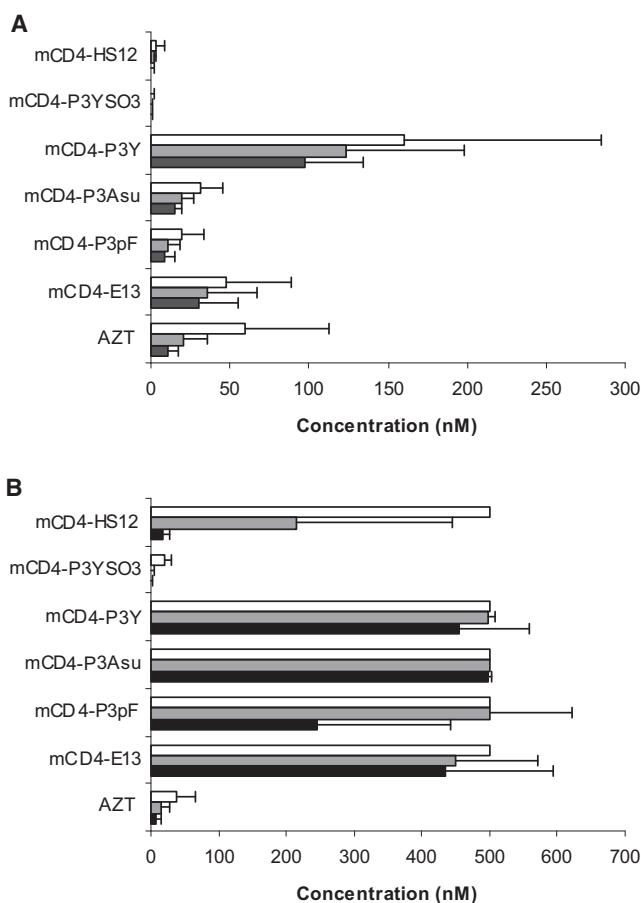 A
mCD4-HS12
mCD4-P3YSO3
mCD4-P3Y
mCD4-P3Asu
mCD4-P3pF
mCD4-E13
AZT
0 50 100 150 200 250 300
Concentration (nM)
B
mCD4-HS12
mCD4-P3YSO3
mCD4-P3Y
mCD4-P3Asu
mCD4-P3pF
mCD4-E13
AZT
0 100 200 300 400 500 600 700
Concentration (nM)